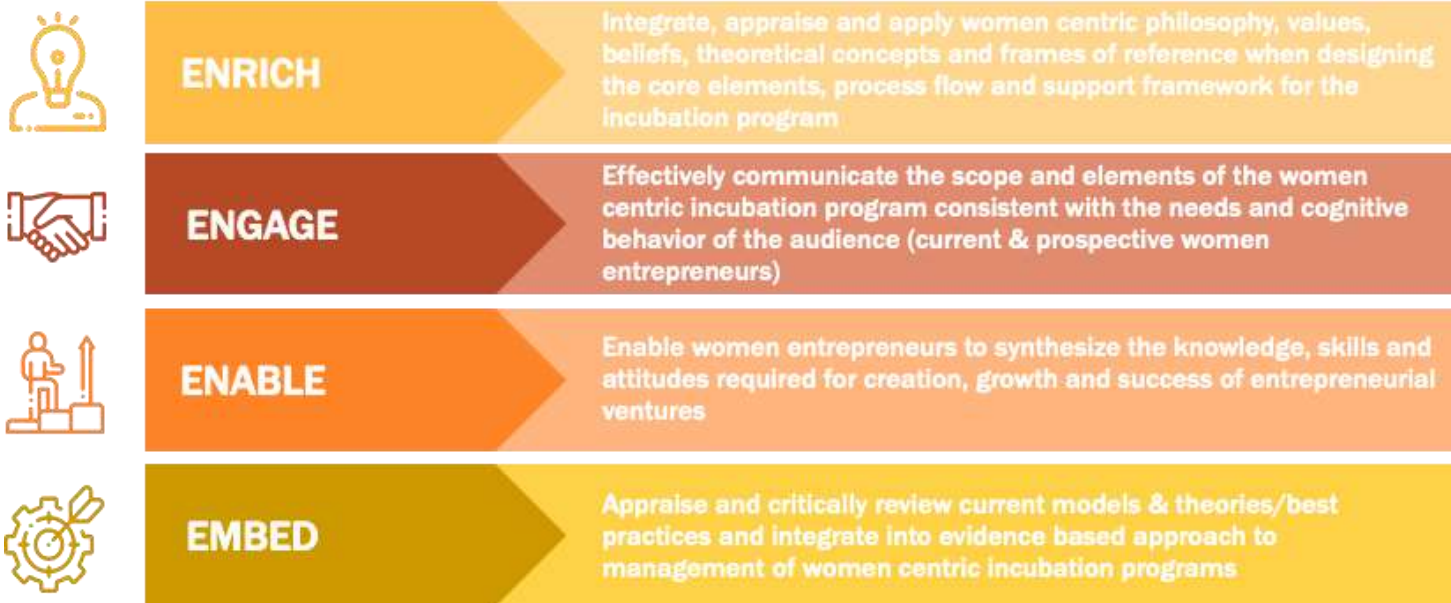 ENRICH
Integrate, appraise and apply women centric philosophy, values,
beliefs, theoretical concepts and frames of reference when designing
the core elements, process flow and support framework for the
incubation program
ENGAGE
Effectively communicate the scope and elements of the women
centric incubation program consistent with the needs and cognitive
behavior of the audience (current & prospective women
entrepreneurs)
ENABLE
Enable women entrepreneurs to synthesize the knowledge, skills and
attitudes required for creation, growth and success of entrepreneurial
ventures
EMBED
Appraise and critically review current models & theories/best
practices and integrate into evidence based approach to
management of women centric incubation programs